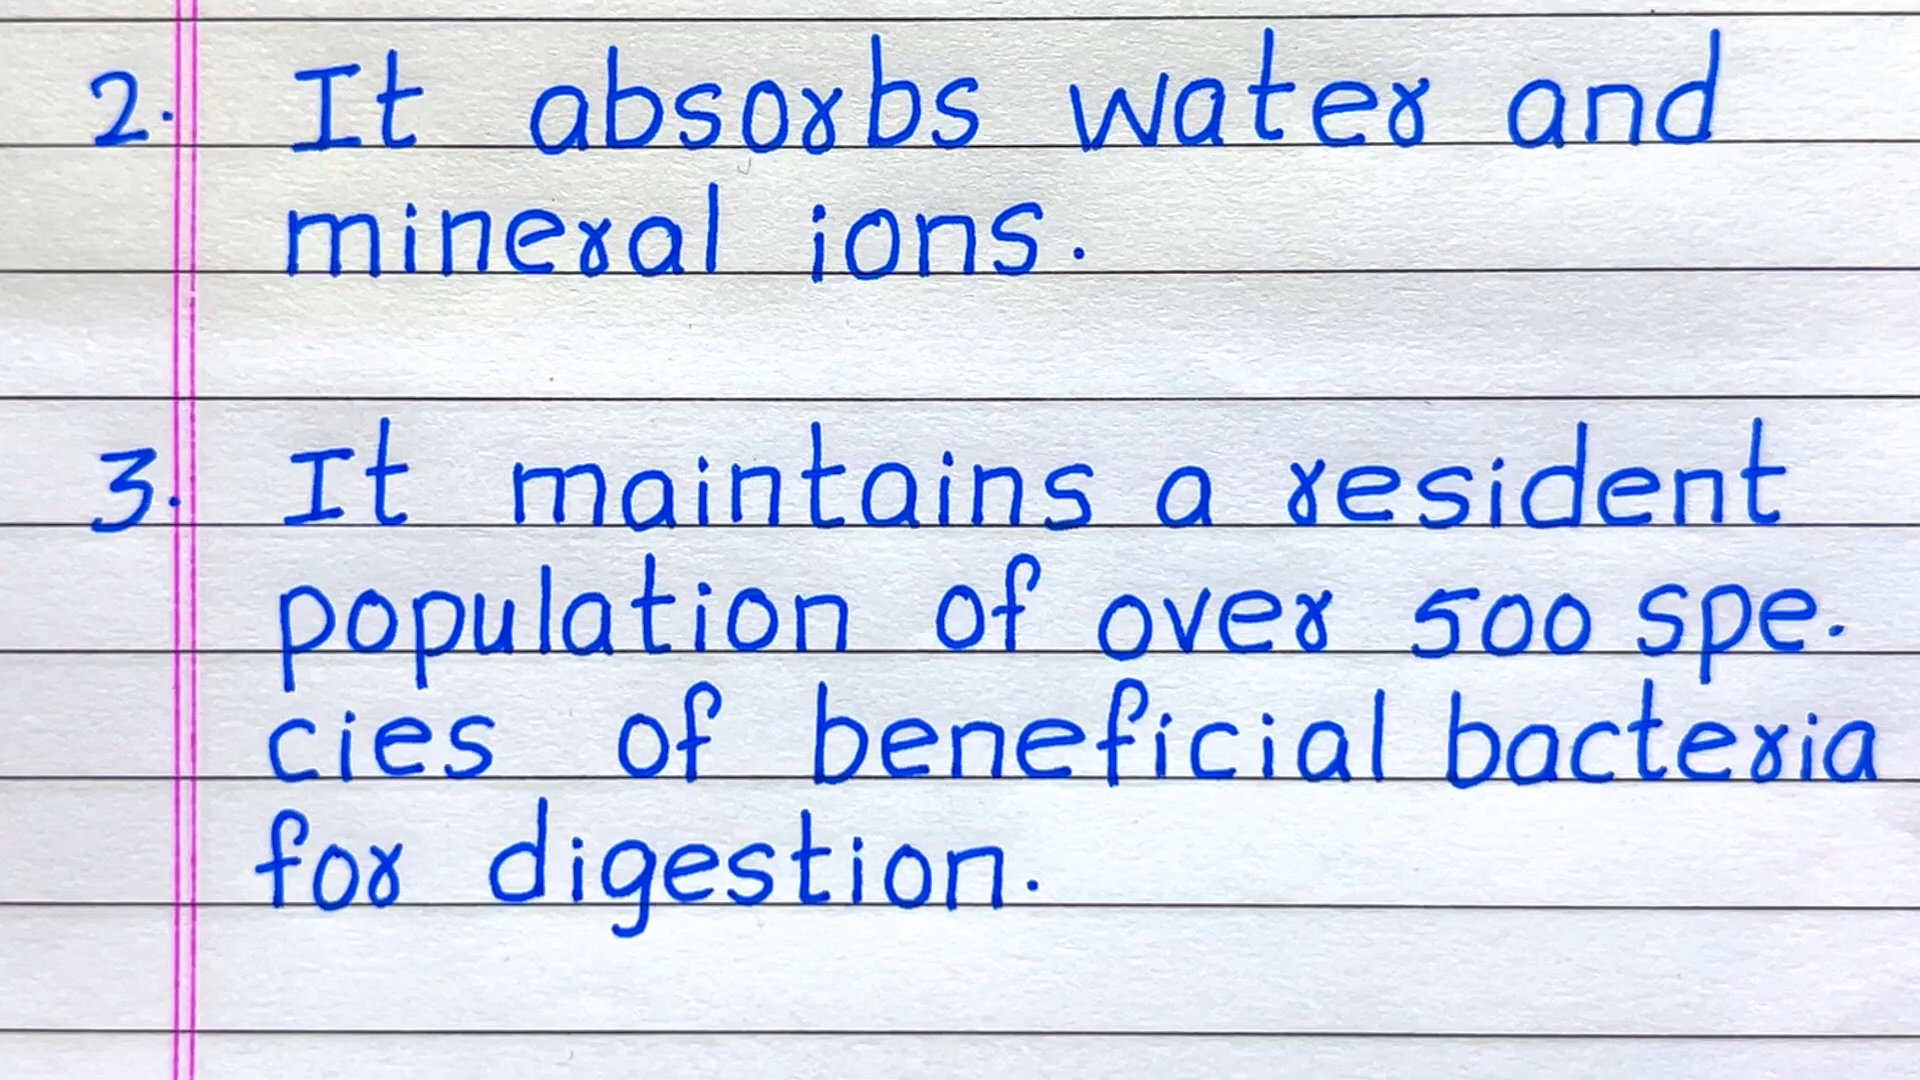 2. It absorbs water and
mineral ions.
3. It maintains a resident
population of over 500 spe.
cies of beneficial bacteria
for digestion.